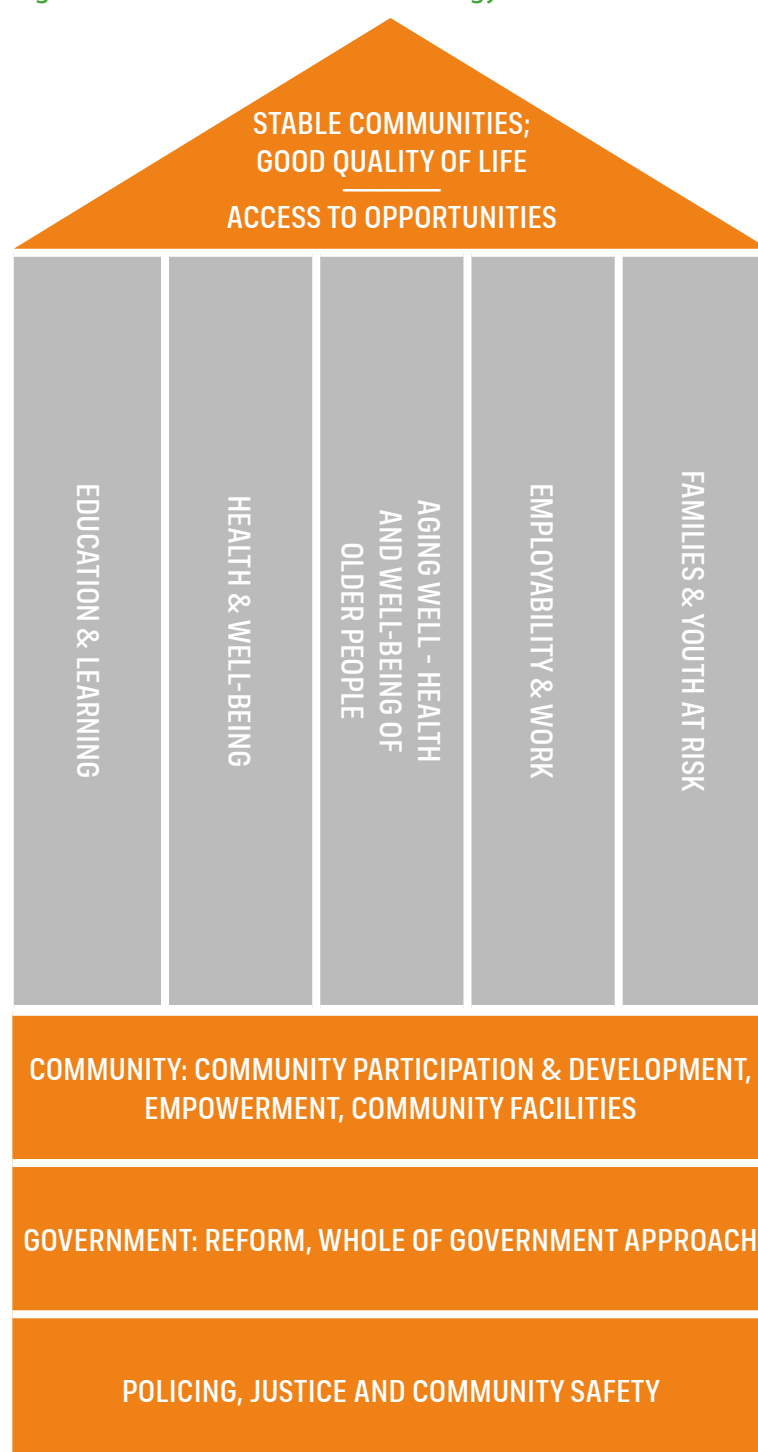 STABLE COMMUNITIES;
GOOD QUALITY OF LIFE
ACCESS TO OPPORTUNITIES
EDUCATION & LEARNING
HEALTH & WELL-BEING
AGING WELL - HEALTH
AND WELL-BEING OF
OLDER PEOPLE
EMPLOYABILITY & WORK
FAMILIES & YOUTH AT RISK
COMMUNITY: COMMUNITY PARTICIPATION & DEVELOPMENT,
EMPOWERMENT, COMMUNITY FACILITIES
GOVERNMENT: REFORM, WHOLE OF GOVERNMENT APPROACH
POLICING, JUSTICE AND COMMUNITY SAFETY